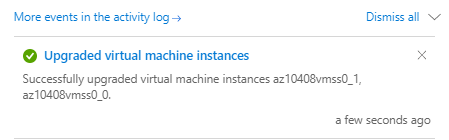 More events in the activity log →
Dismiss all
Upgraded virtual machine instances
Successfully upgraded virtual machine instances az10408vmss0_1,
az10408vmss0_0.
a few seconds ago